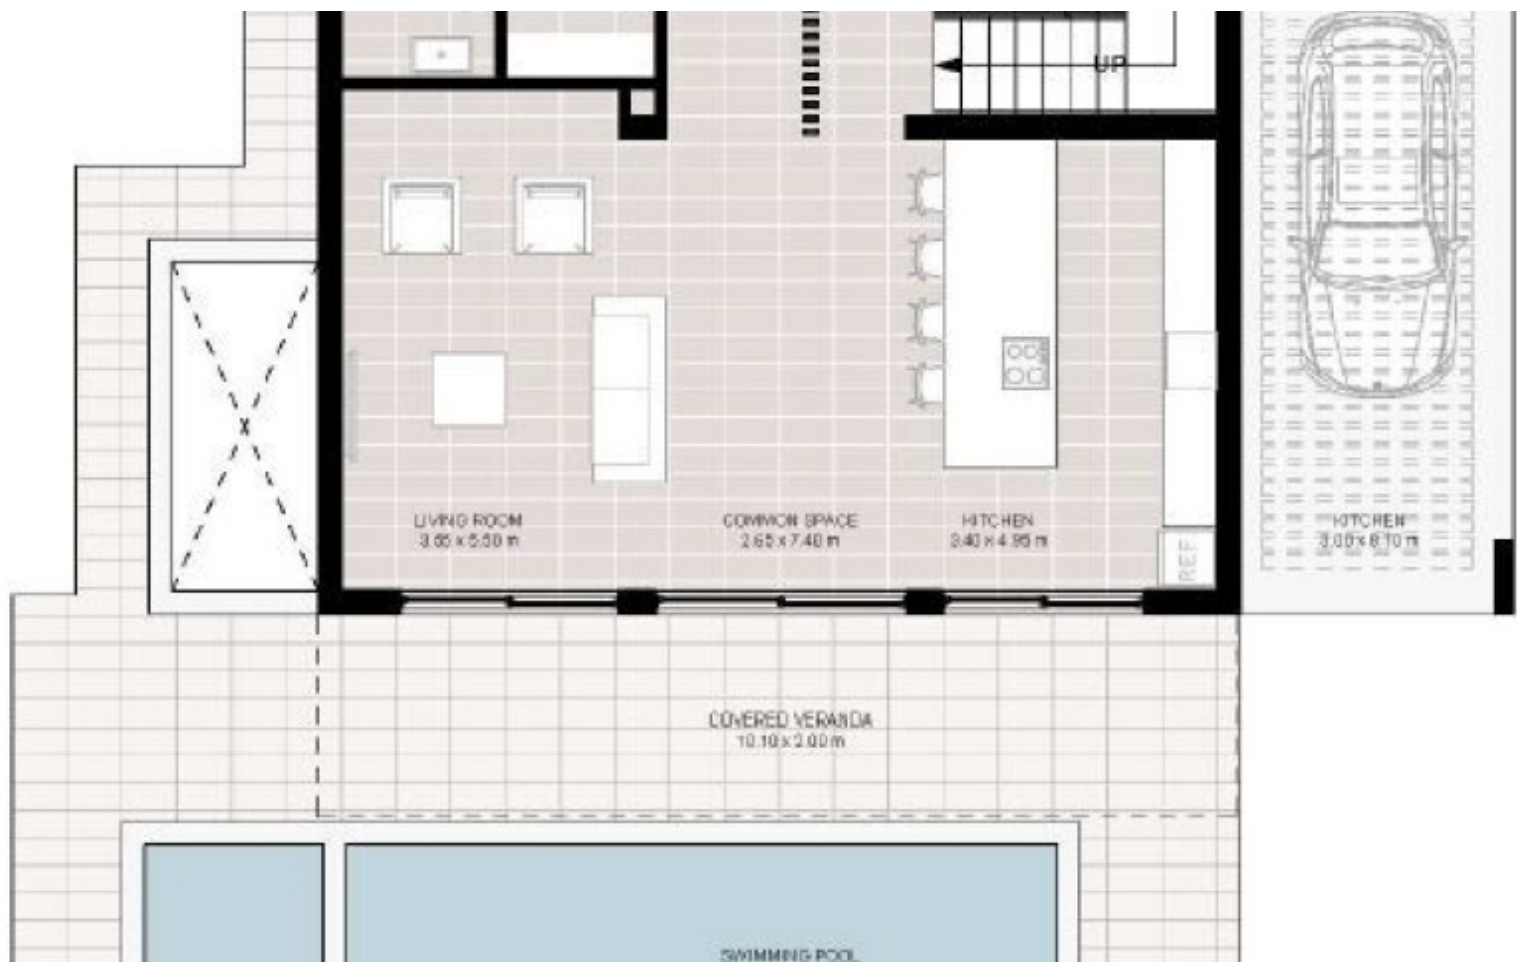 UP
LIVING ROOM
3.65 x 5.50 m
COMMON SPACE
2.65 x 7.40 m
KITCHEN
3.40 x 4.95 m
REF
KITCHEN
3.00 x 6.70 m
COVERED VERANDA
10.10 x 2.00 m
SWIMMING POOL